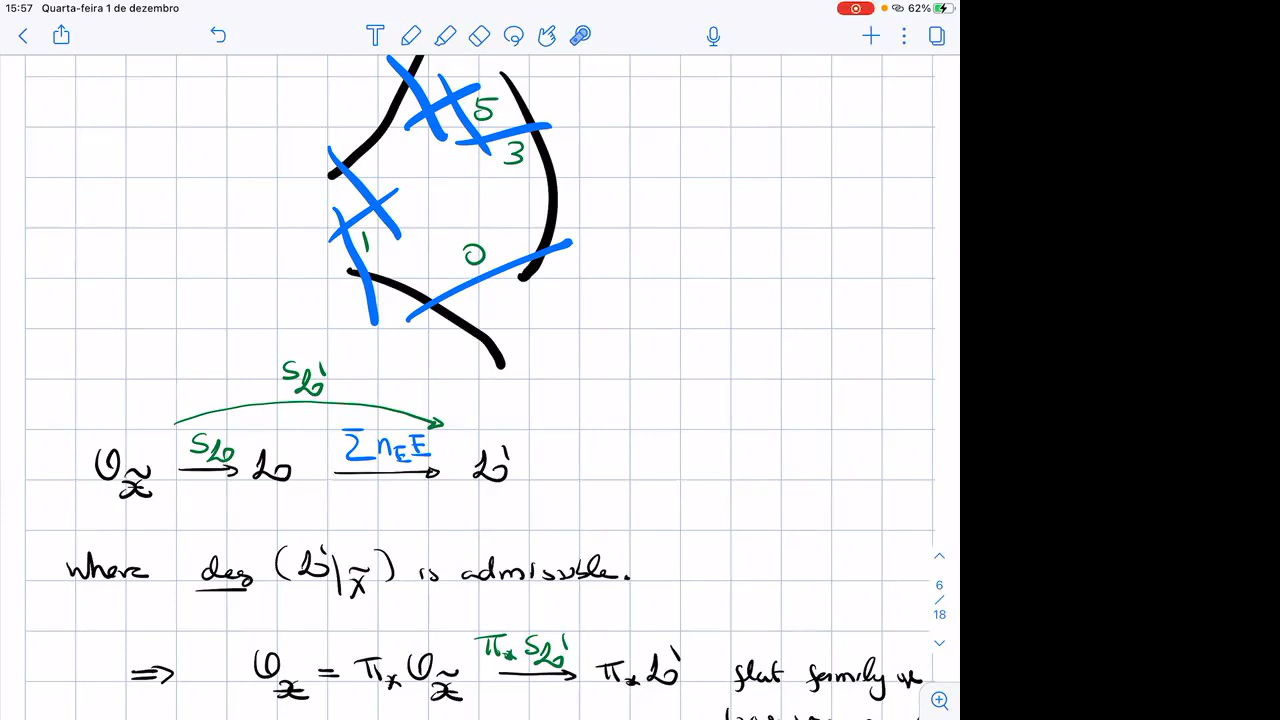 15:57 Quarta-feira 1 de dezembro 62%
5
3
1
0
s_𝓛'
𝒪_𝒳̃ s_𝓛 → 𝓛 Σ n_E E → 𝓛'
where deg (𝓛'|_X̃) is admissible.
⇒ 𝒪_𝒳 = π_* 𝒪_𝒳̃ π_* s_𝓛' → π_* 𝓛' flat family
6
/
18